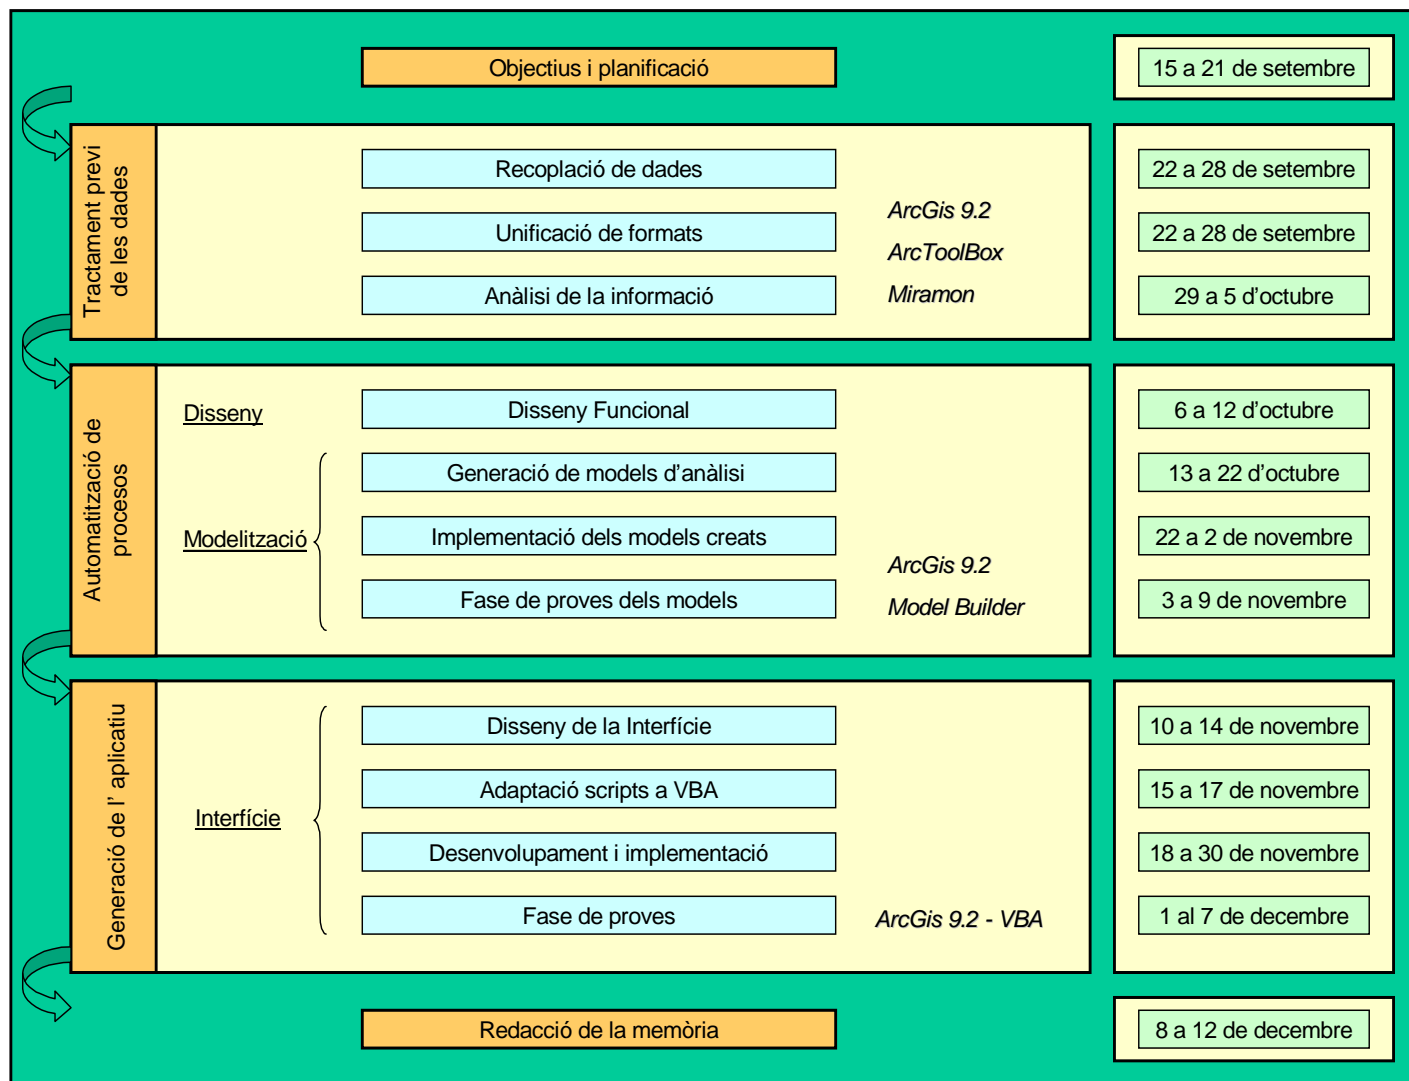 Objectius i planificació
15 a 21 de setembre
Tractament previ
de les dades
Recoplació de dades
22 a 28 de setembre
Unificació de formats
22 a 28 de setembre
Anàlisi de la informació
29 a 5 d’octubre
ArcGis 9.2
ArcToolBox
Miramon
Automatització de
procesos
Disseny
Disseny Funcional
6 a 12 d’octubre
Modelització
Generació de models d’anàlisi
13 a 22 d’octubre
Implementació dels models creats
22 a 2 de novembre
Fase de proves dels models
3 a 9 de novembre
ArcGis 9.2
Model Builder
Generació de l’ aplicatiu
Interfície
Disseny de la Interfície
10 a 14 de novembre
Adaptació scripts a VBA
15 a 17 de novembre
Desenvolupament i implementació
18 a 30 de novembre
Fase de proves
ArcGis 9.2 - VBA
1 al 7 de decembre
Redacció de la memòria
8 a 12 de decembre